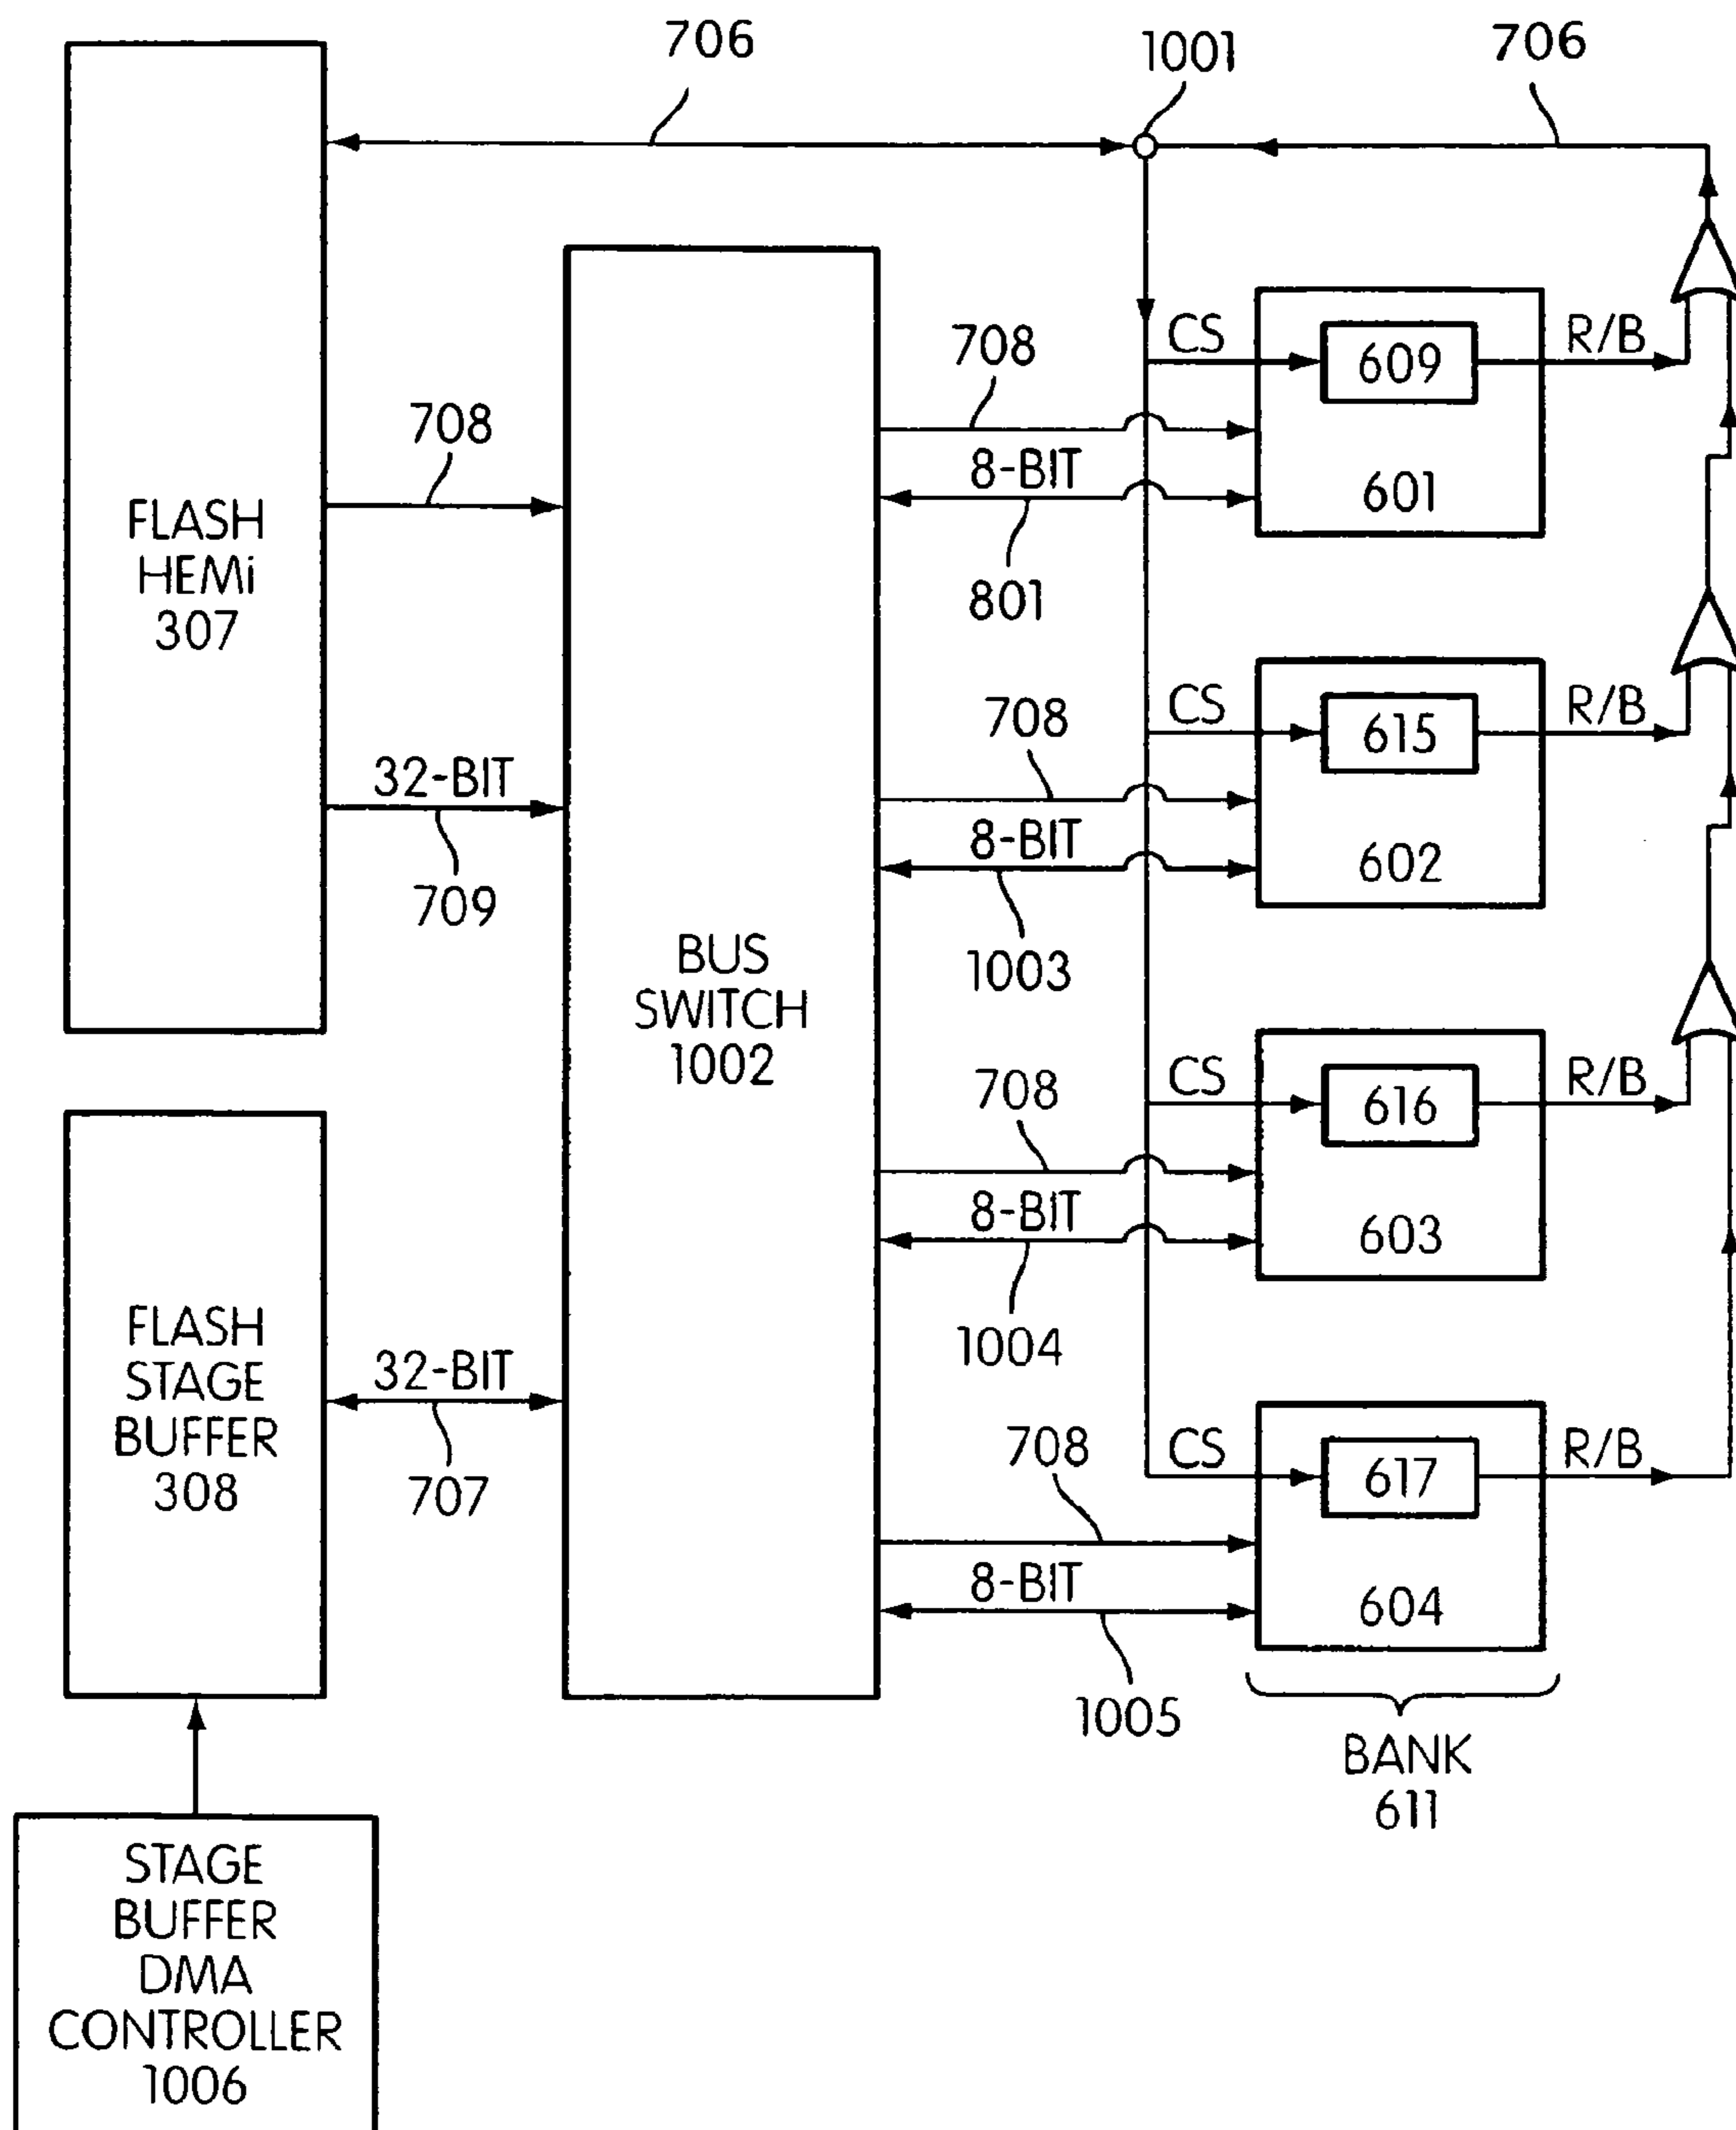 706
1001
706
FLASH
HEMi
307
708
32-BIT
709
BUS
SWITCH
1002
708
8-BIT
801
CS
609
R/B
601
708
8-BIT
1003
CS
615
R/B
602
708
8-BIT
1004
CS
616
R/B
603
FLASH
STAGE
BUFFER
308
32-BIT
707
708
8-BIT
1005
CS
617
R/B
604
BANK
611
STAGE
BUFFER
DMA
CONTROLLER
1006